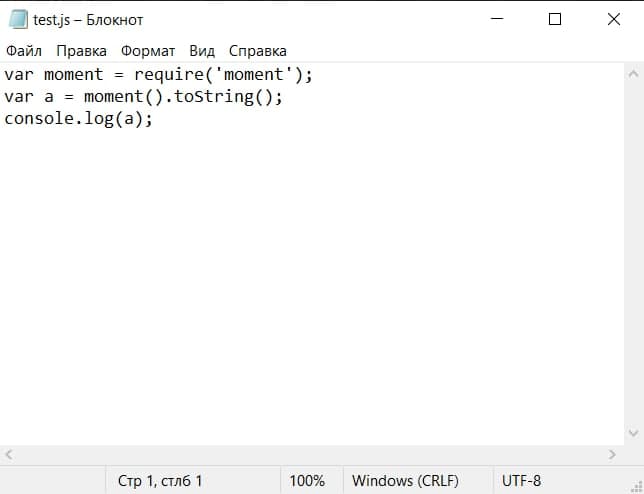 test.js – Блокнот
Файл Правка Формат Вид Справка
var moment = require('moment');
var a = moment().toString();
console.log(a);
Стр 1, стлб 1 100% Windows (CRLF) UTF-8